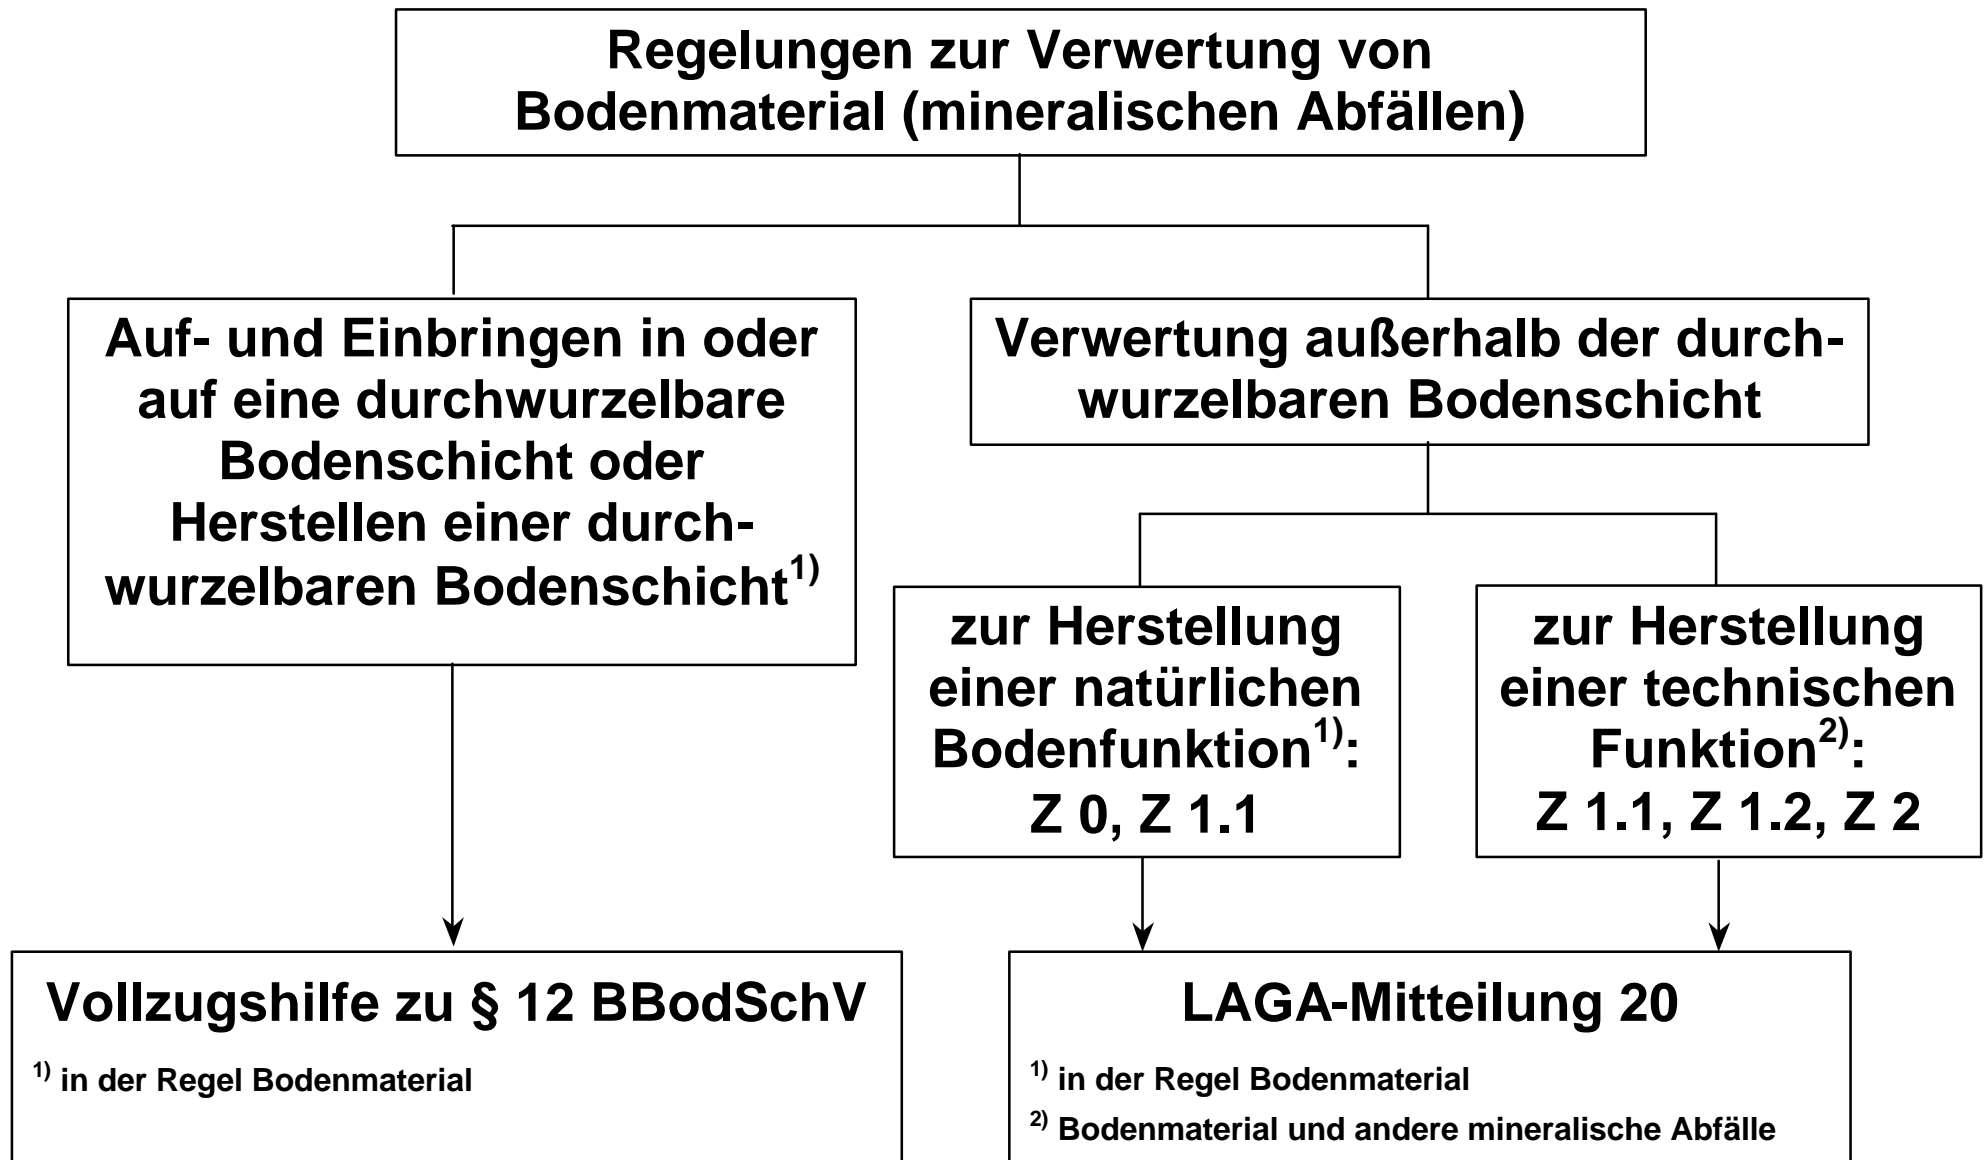 Regelungen zur Verwertung von
Bodenmaterial (mineralischen Abfällen)
Auf- und Einbringen in oder
auf eine durchwurzelbare
Bodenschicht oder
Herstellen einer durch-
wurzelbaren Bodenschicht1)
Verwertung außerhalb der durch-
wurzelbaren Bodenschicht
zur Herstellung
einer natürlichen
Bodenfunktion1):
Z 0, Z 1.1
zur Herstellung
einer technischen
Funktion2):
Z 1.1, Z 1.2, Z 2
Vollzugshilfe zu § 12 BBodSchV
1) in der Regel Bodenmaterial
LAGA-Mitteilung 20
1) in der Regel Bodenmaterial
2) Bodenmaterial und andere mineralische Abfälle